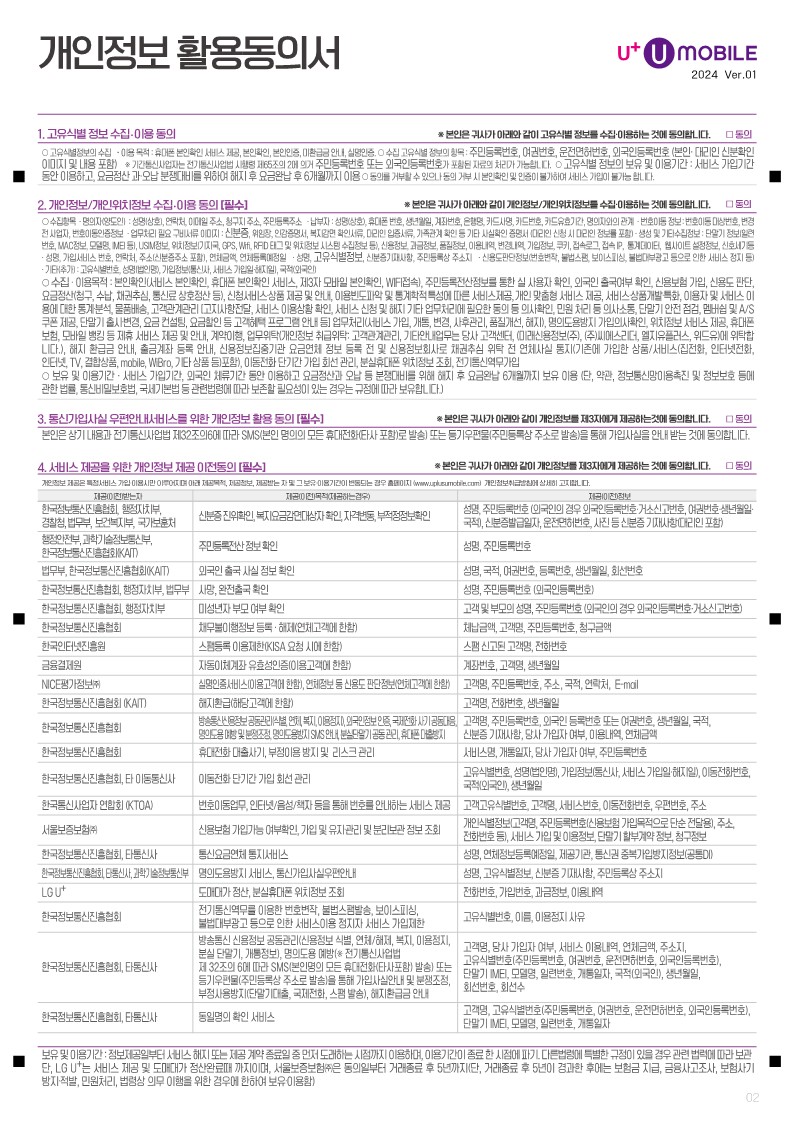 개인정보 활용동의서
U+ U MOBILE
2024 Ver.01
1. 고유식별 정보 수집·이용 동의
※ 본인은 귀사가 아래와 같이 고유식별 정보를 수집·이용하는 것에 동의합니다. □ 동의
○ 고유식별정보의 수집 · 이용 목적 : 휴대폰 본인확인 서비스 제공, 본인확인, 본인인증, 이환급금 안내, 실명인증. ○ 수집 고유식별 정보의 항목 : 주민등록번호, 여권번호, 운전면허번호, 외국인등록번호 (본인· 대리인 신분확인
이미지 및 내용 포함) ※ 기간통신사업자는 전기통신사업법 시행령 제65조의 2에 의거 주민등록번호 또는 외국인등록번호가 포함된 자료의 처리가 가능합니다. ○ 고유식별 정보의 보유 및 이용기간 : 서비스 가입기간
동안 이용하고, 요금정산 과·오납 분쟁대비를 위하여 해지 후 요금완납 후 6개월까지 이용 ○ 동의를 거부할 수 있으나 동의 거부 시 본인확인 및 인증이 불가하여 서비스 가입이 불가능 합니다.
2. 개인정보/개인위치정보 수집·이용 동의 [필수]
※ 본인은 귀사가 아래와 같이 개인정보/개인위치정보를 수집·이용하는 것에 동의합니다. □ 동의
○ 수집항목 · 명의자(양도인) : 성명(상호), 연락처, 이메일 주소, 청구지 주소, 주민등록주소 · 납부자 : 성명(상호), 휴대폰 번호, 생년월일, 계좌번호, 은행명, 카드사명, 카드번호, 카드유효기간, 명의자와의 관계 · 번호이동 정보 : 번호이동 대상번호, 변경
전 사업자, 번호이동인증정보 · 업무처리 필요 구비서류 이미지 : 신분증, 위임장, 인감증명서, 복지감면 확인서류, 대리인 입증서류, 가족관계 확인 등 기타 사실확인 증명서 (대리인 신청 시 대리인 정보를 포함) · 생성 및 기타수집정보 : 단말기 정보(일련
번호, MAC정보, 모델명, IMEI 등), USIM정보, 위치정보(기지국, GPS, Wifi, RFID 태그 및 위치정보 시스템 수집정보 등), 신용정보, 과금정보, 품질정보, 이용내역, 변경내역, 가입정보, 쿠키, 접속로그, 접속 IP, 통계데이터, 웹사이트 설정정보, 신호세기 등
· 성명, 가입서비스 번호, 연락처, 주소(신분증주소 포함), 연체금액, 연체등록예정일 · 성명, 고유식별정보, 신분증기재사항, 주민등록상 주소지 · 신용도판단정보(번호변작, 불법스팸, 보이스피싱, 불법대부광고 등으로 인한 서비스 정지 등)
· 기타(추가) : 고유식별번호, 성명(법인명), 가입정보(통신사, 서비스 가입일·해지일), 국적(외국인)
○ 수집 · 이용목적 : 본인확인(서비스 본인확인, 휴대폰 본인확인 서비스, 제3자 모바일 본인확인, WIFI접속), 주민등록전산정보를 통한 실 사용자 확인, 외국인 출국여부 확인, 신용보험 가입, 신용도 판단,
요금정산(청구, 수납, 채권추심, 통신료 상호정산 등), 신청서비스상품 제공 및 안내, 이용빈도파악 및 통계학적 특성에 따른 서비스제공, 개인 맞춤형 서비스 제공, 서비스 상품개발 특화, 이용자 및 서비스 이
용에 대한 통계분석, 물품배송, 고객관계관리 [고지사항전달, 서비스 이용상황 확인, 서비스 신청 및 해지 기타 업무처리에 필요한 동의 등 의사확인, 민원 처리 등 의사소통, 단말기 안전 점검, 멤버쉽 및 A/S
쿠폰 제공, 단말기 출시·변경, 요금 컨설팅, 요금할인 등 고객혜택 프로그램 안내 등] 업무처리(서비스 가입, 개통, 변경, 사후관리, 품질개선, 해지), 명의도용방지 가입의사확인, 위치정보 서비스 제공, 휴대폰
보험, 모바일 뱅킹 등 제휴 서비스 제공 및 안내, 계약이행, 업무위탁(개인정보 취급위탁: 고객관계관리, 기타안내업무는 당사 고객센터, (미래신용정보(주), (주)씨에스리더, 엘지유플러스, 위드유)에 위탁합
니다.), 해지 환급금 안내, 출금계좌 등록 안내, 신용정보집중기관 요금연체 정보 등록 전 및 신용정보회사로 채권추심 위탁 전 연체사실 통지(기존에 가입한 상품/서비스(집전화, 인터넷전화,
인터넷, TV, 결합상품, mobile, WiBro, 기타 상품 등)포함), 이동전화 단기간 가입 회선 관리, 분실휴대폰 위치정보 조회, 전기통신역무가입
○ 보유 및 이용기간 · 서비스 가입기간, 외국인 체류기간 동안 이용하고 요금정산과 오납 등 분쟁대비를 위해 해지 후 요금완납 6개월까지 보유 이용 (단, 약관, 정보통신망이용촉진 및 정보보호 등에
관한 법률, 통신비밀보호법, 국세기본법 등 관련법령에 따라 보존할 필요성이 있는 경우는 규정에 따라 보유합니다.)
3. 통신가입사실 우편안내서비스를 위한 개인정보 활용 동의 [필수]
※ 본인은 귀사가 아래와 같이 개인정보를 제3자에게 제공하는것에 동의합니다. □ 동의
본인은 상기 내용과 전기통신사업법 제32조의6에 따라 SMS(본인 명의의 모든 휴대전화(타사 포함)로 발송) 또는 등기우편물(주민등록상 주소로 발송)을 통해 가입사실을 안내 받는 것에 동의합니다.
4. 서비스 제공을 위한 개인정보 제공 이전동의 [필수]
※ 본인은 귀사가 아래와 같이 개인정보를 제3자에게 제공하는 것에 동의합니다. □ 동의
개인정보 제공은 특정서비스 가입 이용시만 이루어지며 아래 제공목적, 제공정보, 제공받는 자 및 그 보유·이용기간이 변동되는 경우 홈페이지 (www.uplusumobile.com) 개인정보취급방침에 상세히 고지합니다.
제공(이전)받는자 제공(이전)목적(제공하는경우) 제공(이전)정보
한국정보통신진흥협회, 행정자치부,
경찰청,법무부, 보건복지부, 국가보훈처
신분증 진위확인, 복지요금감면대상자 확인, 자격변동, 부적정정보확인
성명, 주민등록번호 (외국인의 경우 외국인등록번호·거소신고번호, 여권번호·생년월일·
국적), 신분증발급일자, 운전면허번호, 사진 등 신분증 기재사항(대리인 포함)
행정안전부, 과학기술정보통신부,
한국정보통신진흥협회(KAIT)
주민등록전산 정보 확인
성명, 주민등록번호
법무부, 한국정보통신진흥협회(KAIT) 외국인 출국 사실 정보 확인 성명, 국적, 여권번호, 등록번호, 생년월일, 회선번호
한국정보통신진흥협회, 행정자치부, 법무부 사망, 완전출국 확인 성명, 주민등록번호 (외국인등록번호)
한국정보통신진흥협회, 행정자치부 미성년자 부모 여부 확인 고객 및 부모의 성명, 주민등록번호 (외국인의 경우 외국인등록번호·거소신고번호)
한국정보통신진흥협회 채무불이행정보 등록 · 해제(연체고객에 한함) 체납금액, 고객명, 주민등록번호, 청구금액
한국인터넷진흥원 스팸등록 이용제한(KISA 요청 시에 한함) 스팸 신고된 고객명, 전화번호
금융결제원 자동이체계좌 유효성인증(이용고객에 한함) 계좌번호, 고객명, 생년월일
NICE평가정보㈜ 실명인증서비스(이용고객에 한함), 연체정보 등 신용도 판단정보(연체고객에 한함) 고객명, 주민등록번호, 주소, 국적, 연락처, E-mail
한국정보통신진흥협회 (KAIT) 해지환급(해당고객에 한함) 고객명, 전화번호, 생년월일
한국정보통신진흥협회
방송통신신용정보 공동관리(식별, 연체, 복지, 이용정지), 외국인정보 인증, 국제전화 사기 공동대응,
명의도용 예방 및 분쟁조정, 명의도용방지 SMS 안내, 분실단말기 공동 관리, 휴대폰 대출방지
고객명, 주민등록번호, 외국인 등록번호 또는 여권번호, 생년월일, 국적,
신분증 기재사항, 당사 가입자 여부, 이용내역, 연체금액
한국정보통신진흥협회 휴대전화 대출사기, 부정이용 방지 및 리스크 관리 서비스명, 개통일자, 당사 가입자 여부, 주민등록번호
한국정보통신진흥협회, 타 이동통신사 이동전화 단기간 가입 회선 관리
고유식별번호, 성명(법인명), 가입정보(통신사, 서비스 가입일·해지일), 이동전화번호,
국적(외국인), 생년월일
한국통신사업자 연합회 (KTOA) 번호이동업무, 인터넷/음성/책자 등을 통해 번호를 안내하는 서비스 제공 고객고유식별번호, 고객명, 서비스번호, 이동전화번호, 우편번호, 주소
서울보증보험㈜ 신용보험 가입가능 여부확인, 가입 및 유지관리 및 분리보관 정보 조회
개인식별정보(고객명, 주민등록번호(신용보험 가입목적으로 단순 전달용), 주소,
전화번호 등), 서비스 가입 및 이용정보, 단말기 할부계약 정보, 청구정보
한국정보통신진흥협회, 타통신사 통신요금연체 통지서비스 성명, 연체정보등록예정일, 제공기관, 통신권 중복가입방지정보(공통DI)
한국정보통신진흥협회, 타통신사, 과학기술정보통신부 명의도용방지 서비스, 통신가입사실우편안내 성명, 고유식별정보, 신분증 기재사항, 주민등록상 주소지
LG U+ 도매대가 정산, 분실휴대폰 위치정보 조회 전화번호, 가입번호, 과금정보, 이용내역
한국정보통신진흥협회
전기통신역무를 이용한 번호변작, 불법스팸발송, 보이스피싱,
불법대부광고 등으로 인한 서비스이용 정지자 서비스 가입제한
고유식별번호, 이름, 이용정지 사유
한국정보통신진흥협회, 타통신사
방송통신 신용정보 공동관리(신용정보 식별, 연체/해제, 복지, 이용정지,
분실 단말기, 개통정보), 명의도용 예방(※ 전기통신사업법
제 32조의 6에 따라 SMS(본인명의 모든 휴대전화(타사포함) 발송) 또는
등기우편물(주민등록상 주소로 발송)을 통해 가입사실안내 및 분쟁조정,
부정사용방지(단말기대출, 국제전화, 스팸 발송), 해지환급금 안내
고객명, 당사 가입자 여부, 서비스 이용내역, 연체금액, 주소지,
고유식별번호(주민등록번호, 여권번호, 운전면허번호, 외국인등록번호),
단말기 IMEI, 모델명, 일련번호, 개통일자, 국적(외국인), 생년월일,
회선번호, 회선수
한국정보통신진흥협회, 타통신사 동일명의 확인 서비스
고객명, 고유식별번호(주민등록번호, 여권번호, 운전면허번호, 외국인등록번호),
단말기 IMEI, 모델명, 일련번호, 개통일자
보유 및 이용기간 : 정보제공일부터 서비스 해지 또는 제공 계약 종료일 중 먼저 도래하는 시점까지 이용하며, 이용기간이 종료 한 시점에 파기. 다른법령에 특별한 규정이 있을 경우 관련 법력에 따라 보관
단, LG U+는 서비스 제공 및 도매대가 정산완료때 까지이며, 서울보증보험㈜은 동의일부터 거래종료 후 5년까지(단, 거래종료 후 5년이 경과한 후에는 보험금 지급, 금융사고조사, 보험사기
방지·적발, 민원처리, 법령상 의무 이행을 위한 경우에 한하여 보유·이용함)
02